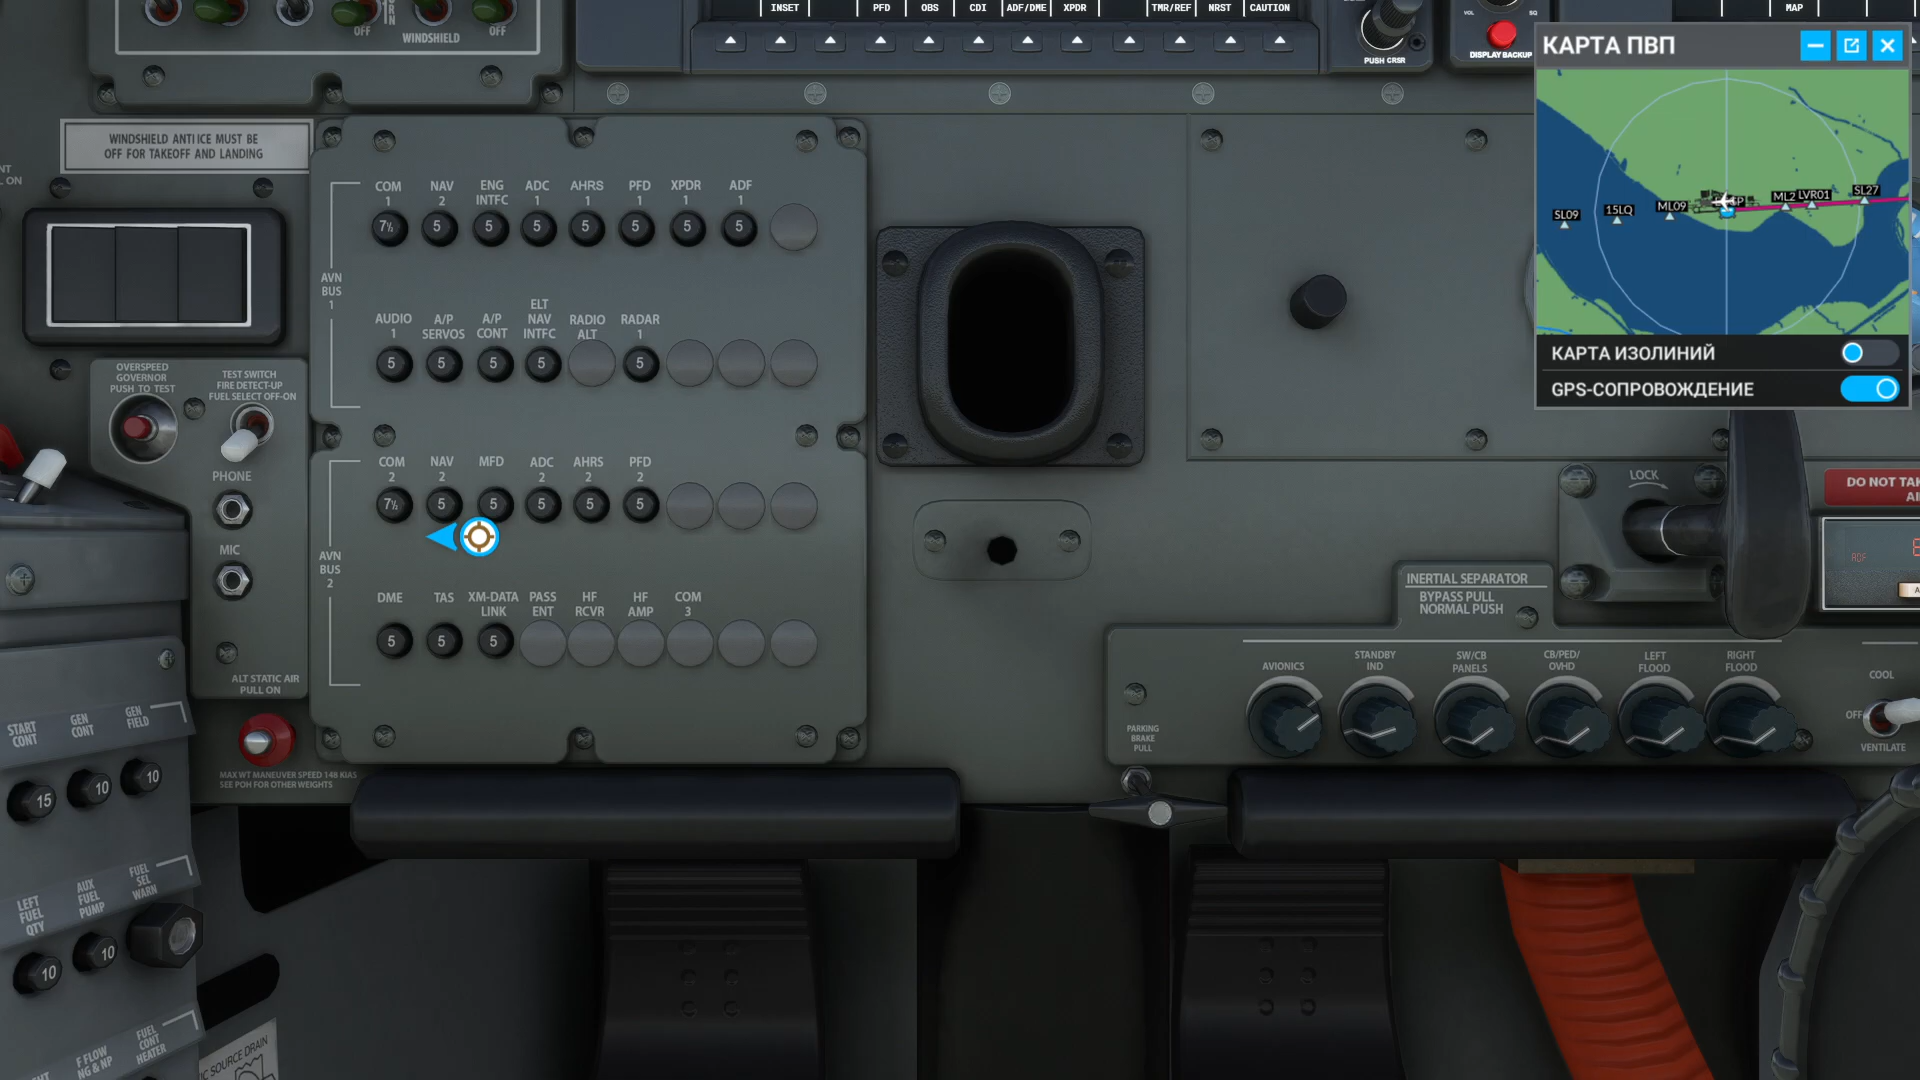 INSET
PFD
OBS
CDI
ADF/DME
XPDR
TMR/REF
NRST
CAUTION
MAP
OFF
WINDSHIELD
OFF
PUSH CRSR
VOL
SQ
DISPLAY BACKUP
КАРТА ПВП
SL09
15LQ
ML09
ML2
LVR01
SL27
КАРТА ИЗОЛИНИЙ
GPS-СОПРОВОЖДЕНИЕ
WINDSHIELD ANTI ICE MUST BE
OFF FOR TAKEOFF AND LANDING
ON
COM
1
NAV
2
ENG
INTFC
ADC
1
AHRS
1
PFD
1
XPDR
1
ADF
1
7½
5
5
5
5
5
5
5
AVN
BUS
1
AUDIO
1
A/P
SERVOS
A/P
CONT
ELT
NAV
INTFC
RADIO
ALT
RADAR
1
5
5
5
5
5
OVERSPEED
GOVERNOR
PUSH TO TEST
TEST SWITCH
FIRE DETECT-UP
FUEL SELECT OFF-ON
PHONE
MIC
COM
2
NAV
2
MFD
ADC
2
AHRS
2
PFD
2
7½
5
5
5
5
5
AVN
BUS
2
DME
TAS
XM-DATA
LINK
PASS
ENT
HF
RCVR
HF
AMP
COM
3
5
5
5
ALT STATIC AIR
PULL ON
MAX WT MANEUVER SPEED 148 KIAS
SEE POH FOR OTHER WEIGHTS
START
CONT
GEN
CONT
GEN
FIELD
15
10
10
LEFT
FUEL
QTY
AUX
FUEL
PUMP
FUEL
SEL
WARN
10
10
F FLOW
NG & NP
FUEL
CONT
HEATER
SOURCE DRAIN
LOCK
DO NOT TAK
ADF
INERTIAL SEPARATOR
BYPASS PULL
NORMAL PUSH
AVIONICS
STANDBY
IND
SW/CB
PANELS
CB/PED/
OVHD
LEFT
FLOOD
RIGHT
FLOOD
COOL
OFF
VENTILATE
PARKING
BRAKE
PULL